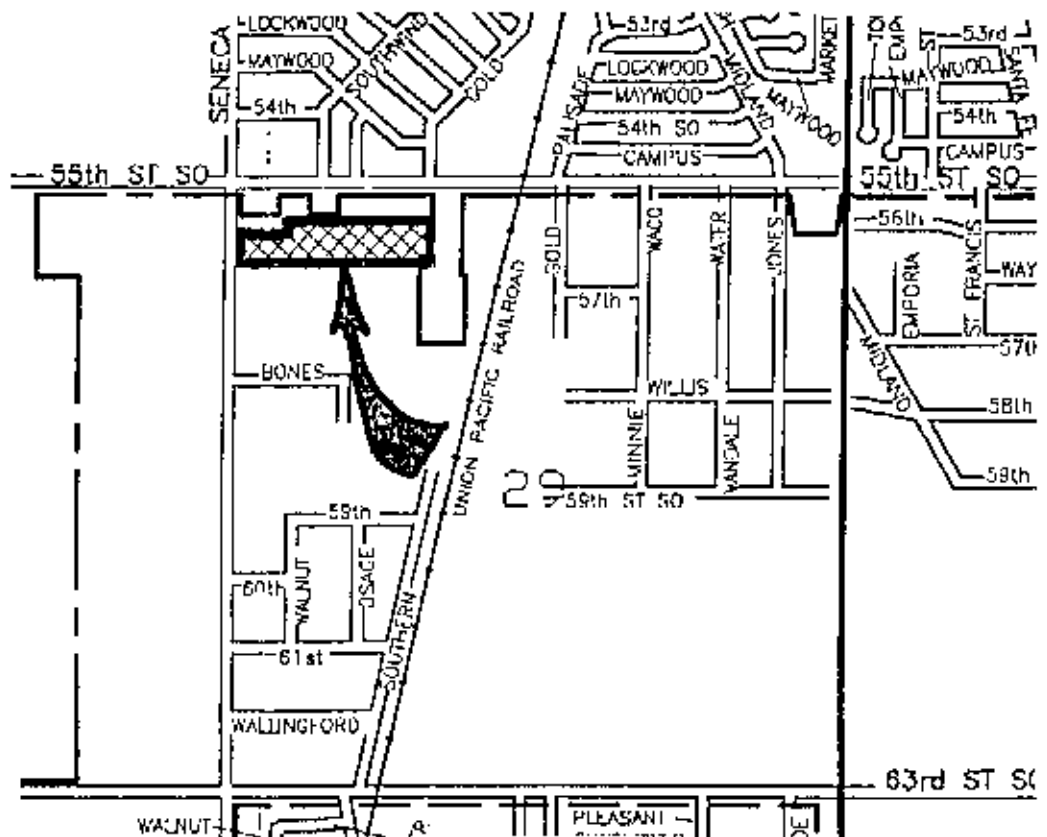 LOCKWOOD
MAYWOOD
SENECA
54th
GOLD
PALISADE
53rd
LOCKWOOD
MAYWOOD
54th SO
CAMPUS
MIDLAND
MAYWOOD
MARKET
53rd
MAYWOOD
54th
CAMPUS
55th ST SO
55th ST SO
GOLD
WACO
WATER
JONES
56th
EMPORIA
ST FRANCIS
WAY
57th
57th
UNION PACIFIC RAILROAD
BONES
WILLIS
MIDLAND
58th
MINNIE
VANDALE
59th
29
59th ST SO
59th
WALNUT
OSAGE
60th
61st
SOUTHERN
WALLINGFORD
63rd ST SO
WALNUT
PLEASANT